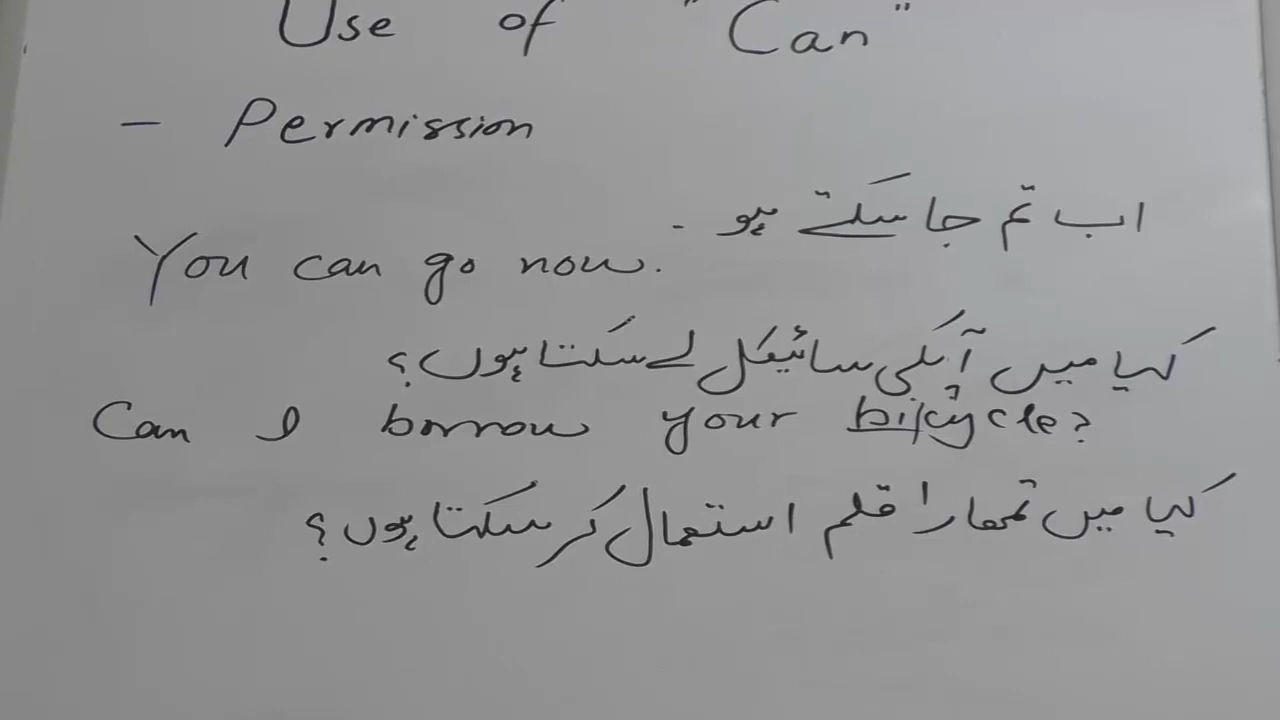 Use of "Can"
- Permission
اب تم جا سکتے ہو -
You can go now.
کیا میں آپکی سائیکل لے سکتا ہوں؟
Can I borrow your bicycle?
کیا میں تمھارا قلم استعمال کر سکتا ہوں؟